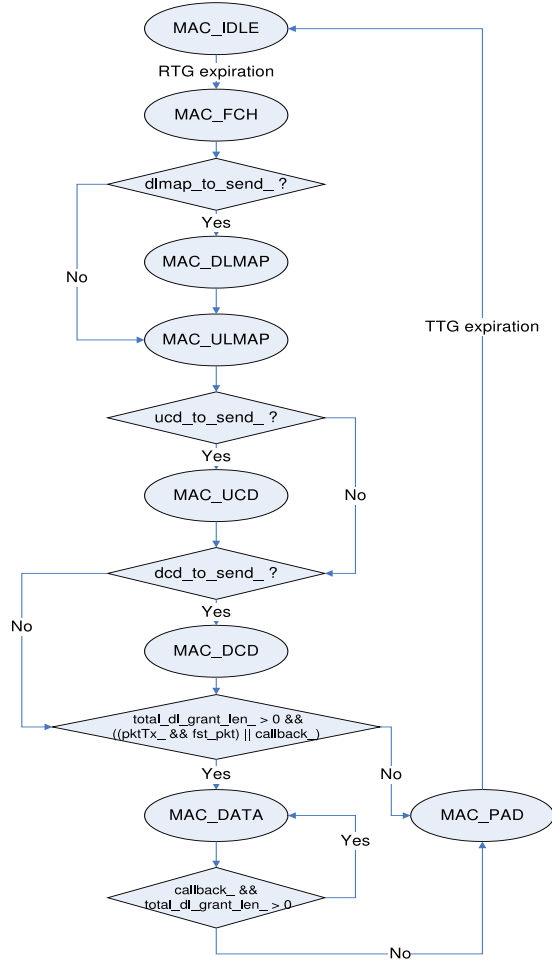 MAC_IDLE
RTG expiration
MAC_FCH
dlmap_to_send_ ?
Yes
No
MAC_DLMAP
MAC_ULMAP
TTG expiration
ucd_to_send_ ?
Yes
No
MAC_UCD
dcd_to_send_ ?
Yes
No
MAC_DCD
total_dl_grant_len_ > 0 &&
((pktTx_ && fst_pkt) || callback_)
Yes
No
MAC_DATA
MAC_PAD
Yes
callback_ &&
total_dl_grant_len_ > 0
No